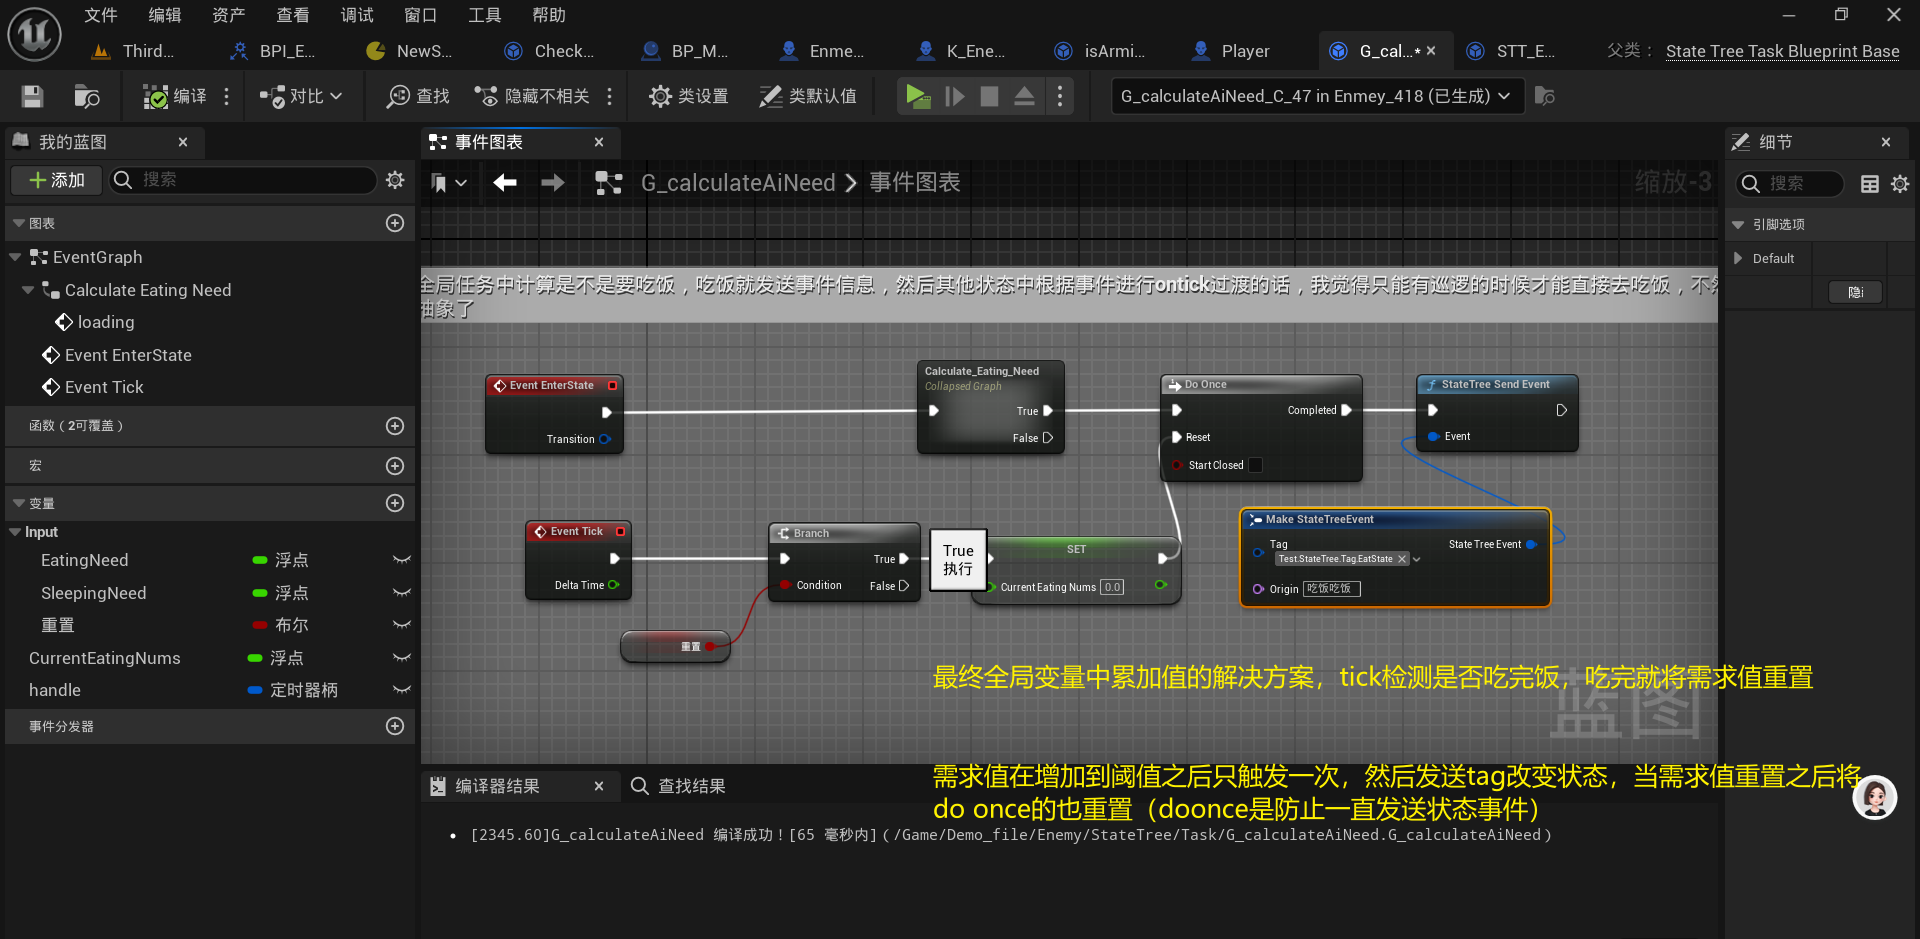 文件 编辑 资产 查看 调试 窗口 工具 帮助
Third... BPI_E... NewS... Check... BP_M... Enme... K_Ene... isArmi... Player G_cal...* STT_E... 父类： State Tree Task Blueprint Base
编译 对比 查找 隐藏不相关 类设置 类默认值 G_calculateAiNeed_C_47 in Enmey_418 (已生成)
我的蓝图 事件图表 细节
添加 搜索 G_calculateAiNeed 事件图表 缩放-3 搜索
图表 引脚选项
EventGraph Default
Calculate Eating Need
loading
Event EnterState
Event Tick
函数（2可覆盖）
宏
变量
Input
EatingNeed 浮点
SleepingNeed 浮点
重置 布尔
CurrentEatingNums 浮点
handle 定时器柄
事件分发器
全局任务中计算是不是要吃饭，吃饭就发送事件信息，然后其他状态中根据事件进行ontick过渡的话，我觉得只能有巡逻的时候才能直接去吃饭，不然
抽象了
Event EnterState
Transition
Calculate_Eating_Need
Collapsed Graph
True
False
Do Once
Completed
Reset
Start Closed
StateTree Send Event
Event
Event Tick
Delta Time
Branch
True
Condition False
True
执行
SET
Current Eating Nums 0.0
Make StateTreeEvent
Tag State Tree Event
Test.StateTree.Tag.EatState
Origin 吃饭吃饭
重置
最终全局变量中累加值的解决方案，tick检测是否吃完饭，吃完就将需求值重置
蓝图
需求值在增加到阈值之后只触发一次，然后发送tag改变状态，当需求值重置之后将
do once的也重置（doonce是防止一直发送状态事件）
编译器结果 查找结果
[2345.60]G_calculateAiNeed 编译成功！[65 毫秒内]（/Game/Demo_file/Enemy/StateTree/Task/G_calculateAiNeed.G_calculateAiNeed）